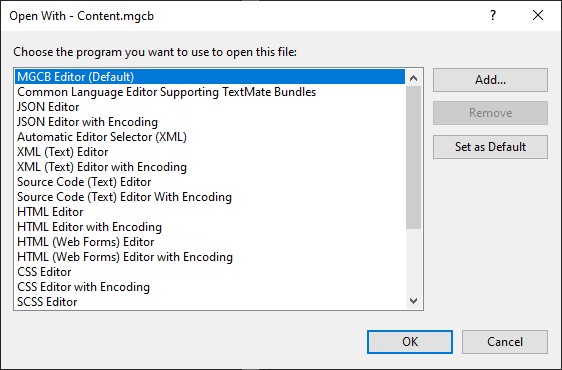 Open With - Content.mgcb
Choose the program you want to use to open this file:
MGCB Editor (Default)
Common Language Editor Supporting TextMate Bundles
JSON Editor
JSON Editor with Encoding
Automatic Editor Selector (XML)
XML (Text) Editor
XML (Text) Editor with Encoding
Source Code (Text) Editor
Source Code (Text) Editor With Encoding
HTML Editor
HTML Editor with Encoding
HTML (Web Forms) Editor
HTML (Web Forms) Editor with Encoding
CSS Editor
CSS Editor with Encoding
SCSS Editor
Add...
Remove
Set as Default
OK
Cancel